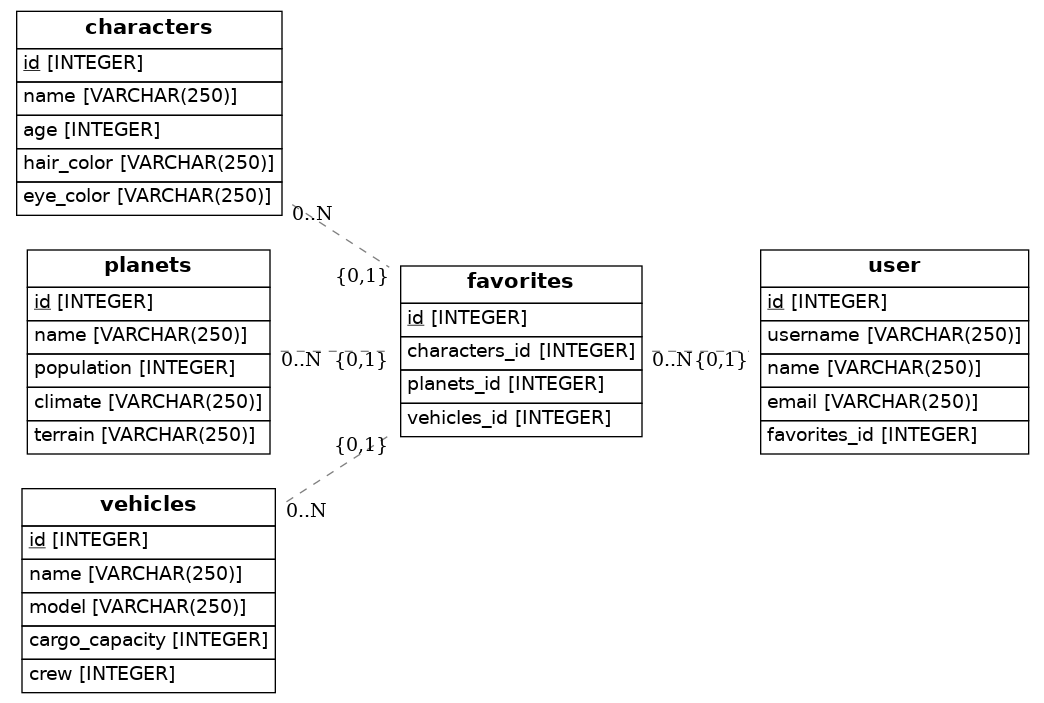 characters
id [INTEGER]
name [VARCHAR(250)]
age [INTEGER]
hair_color [VARCHAR(250)]
eye_color [VARCHAR(250)]
0..N
{0,1}
planets
id [INTEGER]
name [VARCHAR(250)]
population [INTEGER]
climate [VARCHAR(250)]
terrain [VARCHAR(250)]
0..N {0,1}
favorites
id [INTEGER]
characters_id [INTEGER]
planets_id [INTEGER]
vehicles_id [INTEGER]
0..N {0,1}
user
id [INTEGER]
username [VARCHAR(250)]
name [VARCHAR(250)]
email [VARCHAR(250)]
favorites_id [INTEGER]
{0,1}
0..N
vehicles
id [INTEGER]
name [VARCHAR(250)]
model [VARCHAR(250)]
cargo_capacity [INTEGER]
crew [INTEGER]